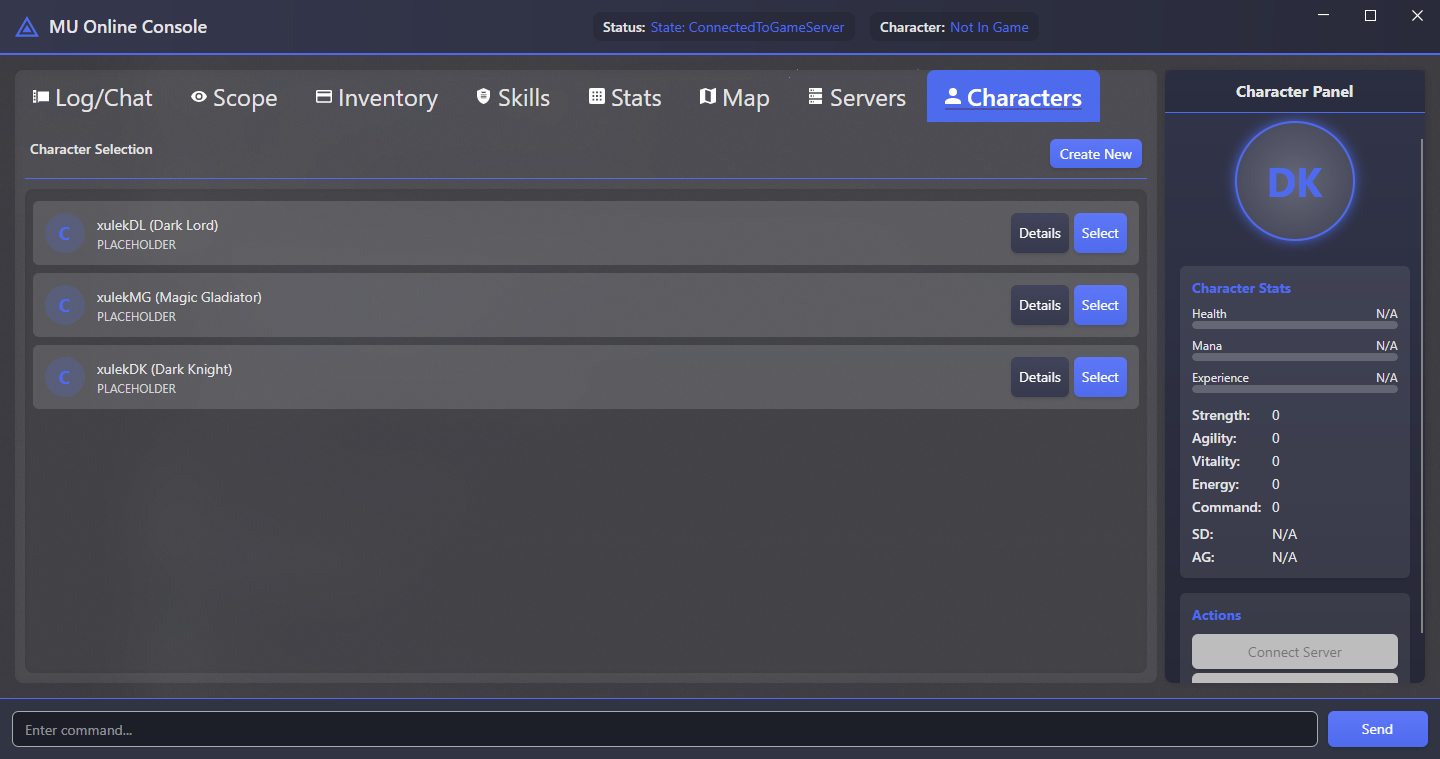 MU Online Console
Status: State: ConnectedToGameServer
Character: Not In Game
Log/Chat
Scope
Inventory
Skills
Stats
Map
Servers
Characters
Character Selection
Create New
C
xulekDL (Dark Lord)
PLACEHOLDER
Details
Select
C
xulekMG (Magic Gladiator)
PLACEHOLDER
Details
Select
C
xulekDK (Dark Knight)
PLACEHOLDER
Details
Select
Character Panel
DK
Character Stats
Health N/A
Mana N/A
Experience N/A
Strength: 0
Agility: 0
Vitality: 0
Energy: 0
Command: 0
SD: N/A
AG: N/A
Actions
Connect Server
Enter command...
Send